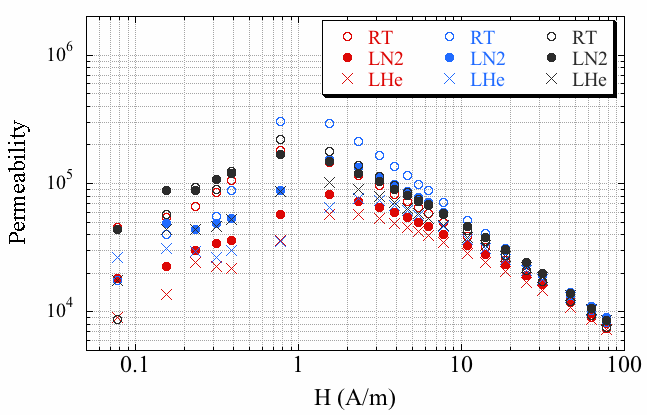 RT RT RT
LN2 LN2 LN2
LHe LHe LHe
10^6
10^5
10^4
Permeability
0.1 1 10 100
H (A/m)